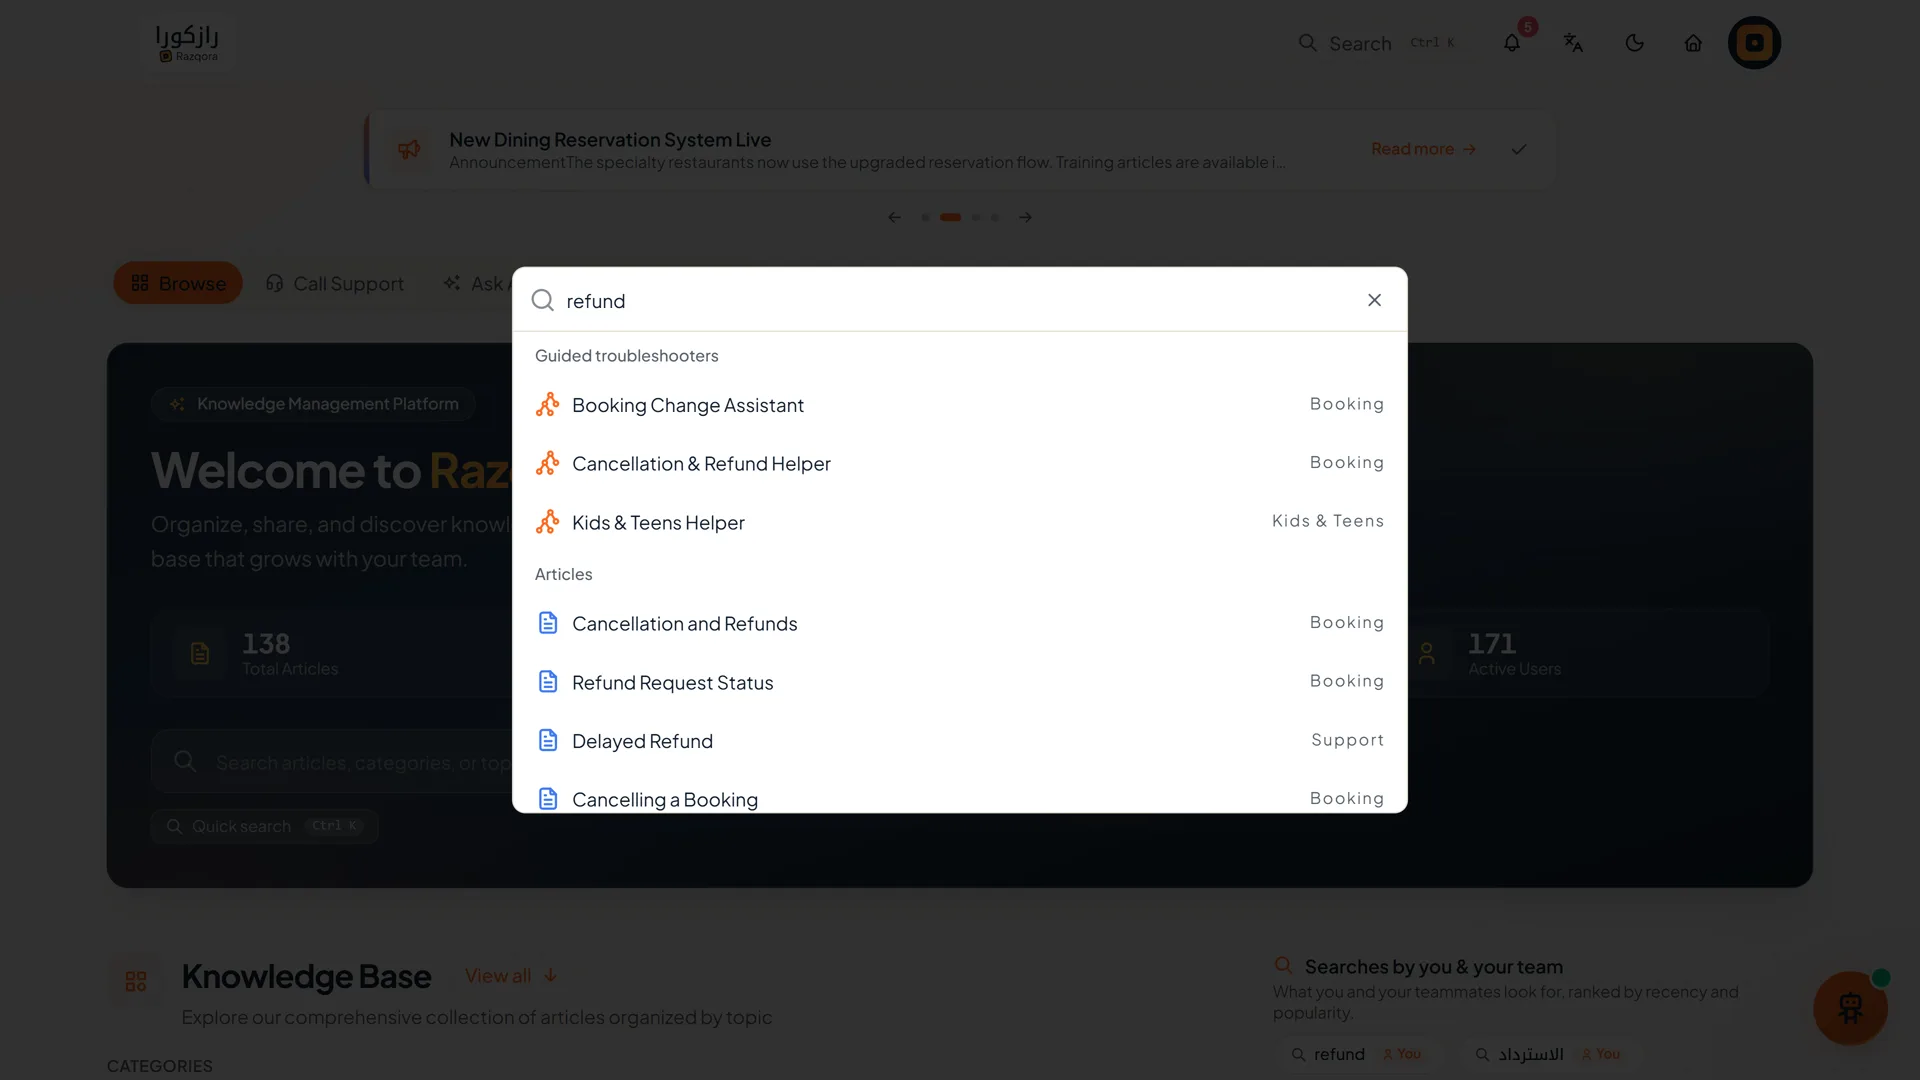 رازكورا
Razqora
Search Ctrl K
5
New Dining Reservation System Live
AnnouncementThe specialty restaurants now use the upgraded reservation flow. Training articles are available i...
Read more →
Browse
Call Support
Ask
refund
Guided troubleshooters
Booking Change Assistant Booking
Cancellation & Refund Helper Booking
Kids & Teens Helper Kids & Teens
Articles
Cancellation and Refunds Booking
Refund Request Status Booking
Delayed Refund Support
Cancelling a Booking Booking
Knowledge Management Platform
Welcome to Raz
Organize, share, and discover knowl
base that grows with your team.
138
Total Articles
171
Active Users
Search articles, categories, or top
Quick search Ctrl K
Knowledge Base
View all ↓
Explore our comprehensive collection of articles organized by topic
CATEGORIES
Searches by you & your team
What you and your teammates look for, ranked by recency and
popularity.
refund You
الاسترداد You